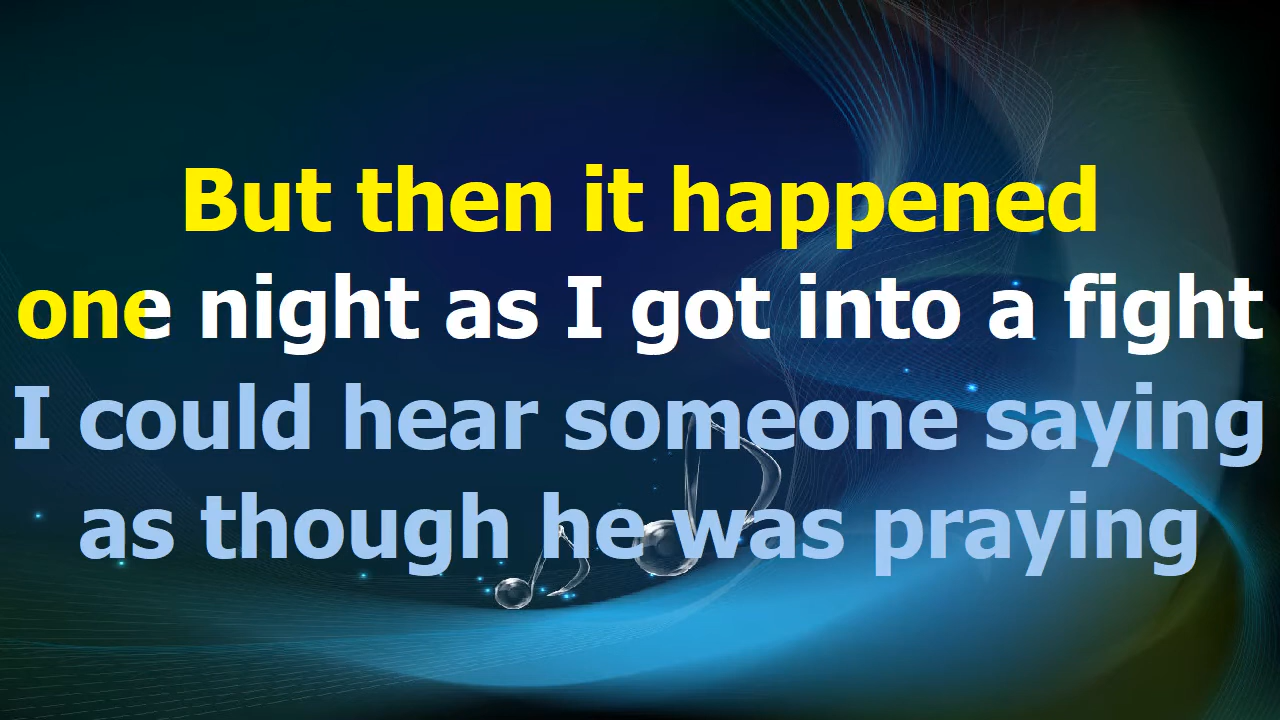 But then it happened
one night as I got into a fight
I could hear someone saying
as though he was praying